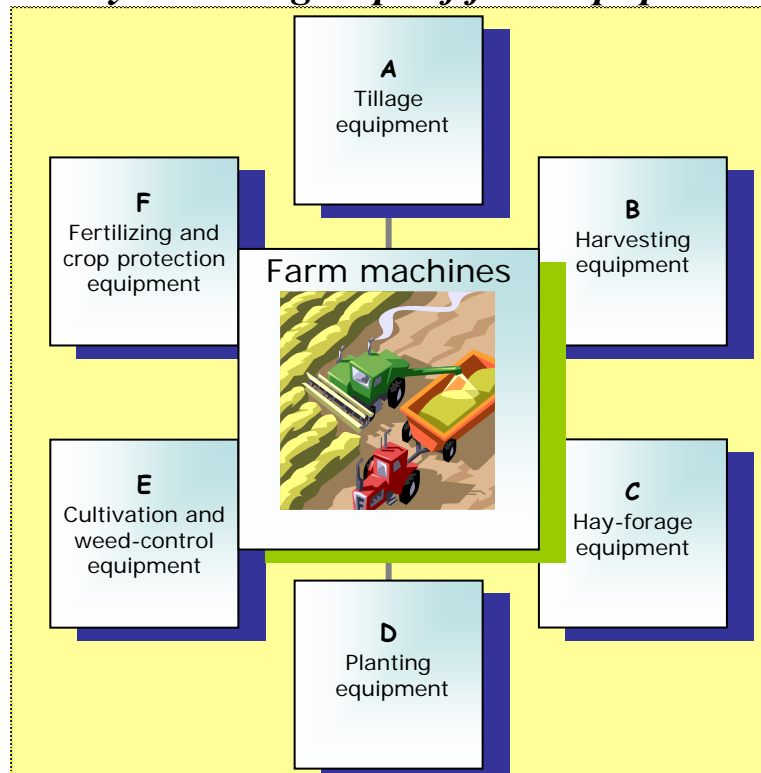 A
Tillage
equipment
F
Fertilizing and
crop protection
equipment
B
Harvesting
equipment
Farm machines
E
Cultivation and
weed-control
equipment
C
Hay-forage
equipment
D
Planting
equipment